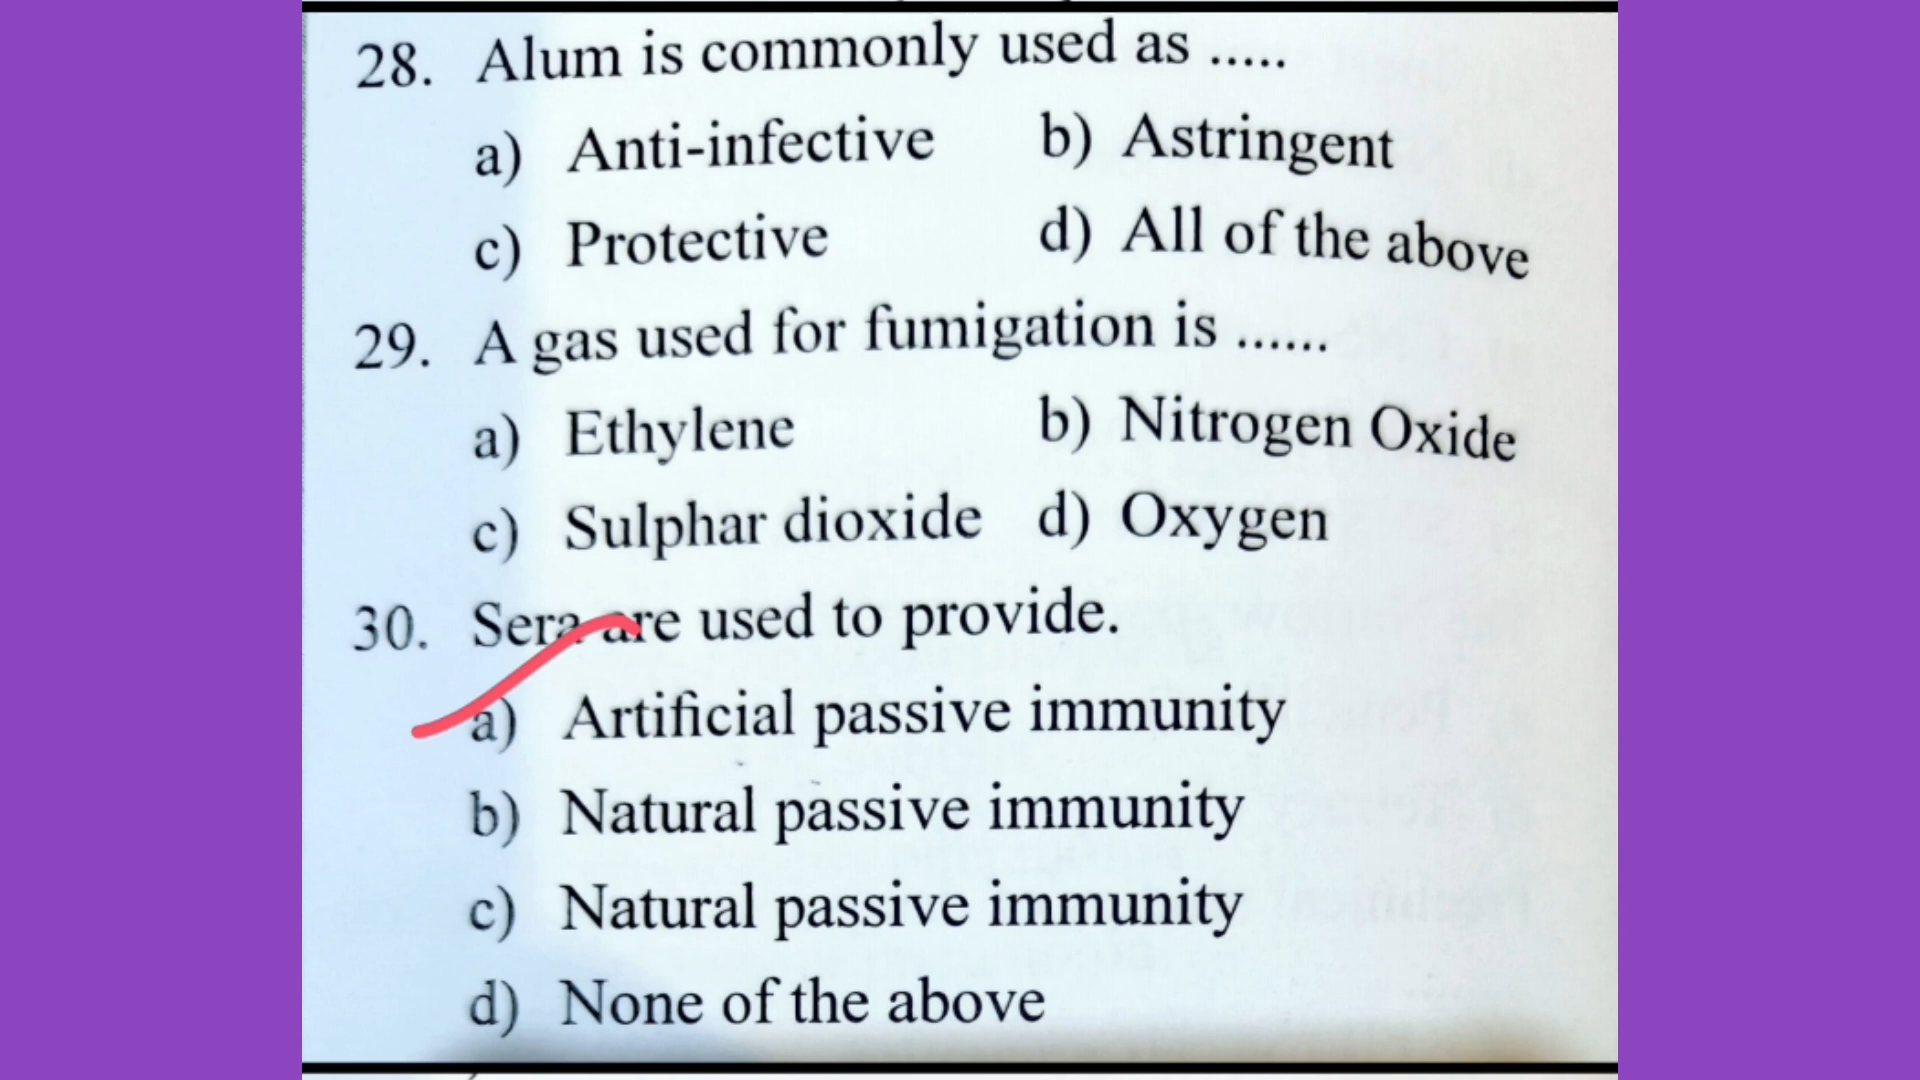 28. Alum is commonly used as .....
a) Anti-infective b) Astringent
c) Protective d) All of the above
29. A gas used for fumigation is ......
a) Ethylene b) Nitrogen Oxide
c) Sulphar dioxide d) Oxygen
30. Sera are used to provide.
a) Artificial passive immunity
b) Natural passive immunity
c) Natural passive immunity
d) None of the above